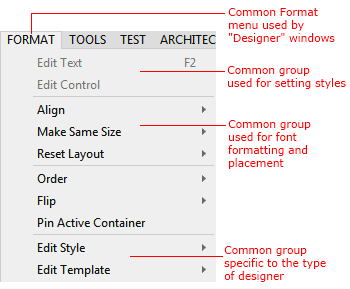 Common Format
menu used by
"Designer" windows
FORMAT TOOLS TEST ARCHITEC
Edit Text F2
Edit Control
Common group
used for setting styles
Align
Make Same Size
Reset Layout
Common group
used for font
formatting and
placement
Order
Flip
Pin Active Container
Edit Style
Edit Template
Common group
specific to the type
of designer